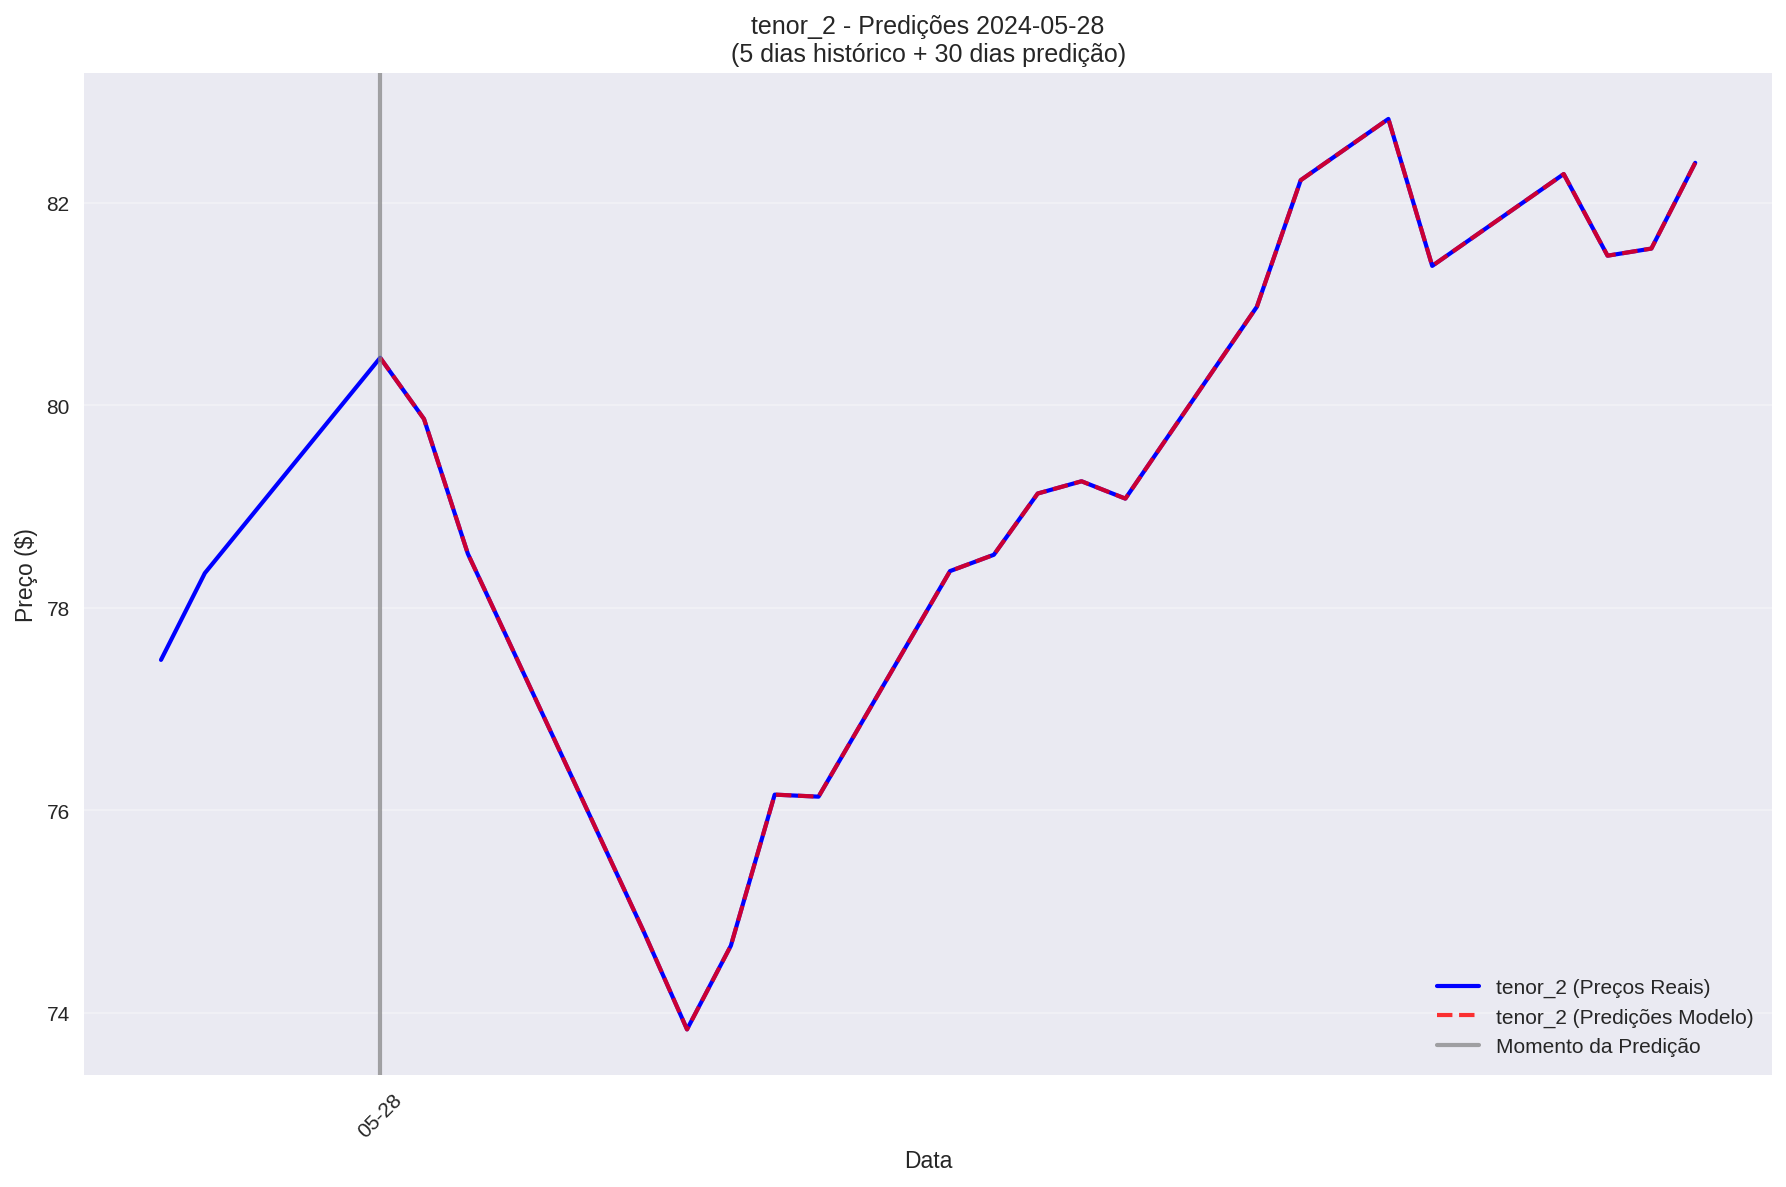 tenor_2 - Predições 2024-05-28
(5 dias histórico + 30 dias predição)
Preço ($)
82
80
78
76
74
tenor_2 (Preços Reais)
tenor_2 (Predições Modelo)
Momento da Predição
05-28
Data